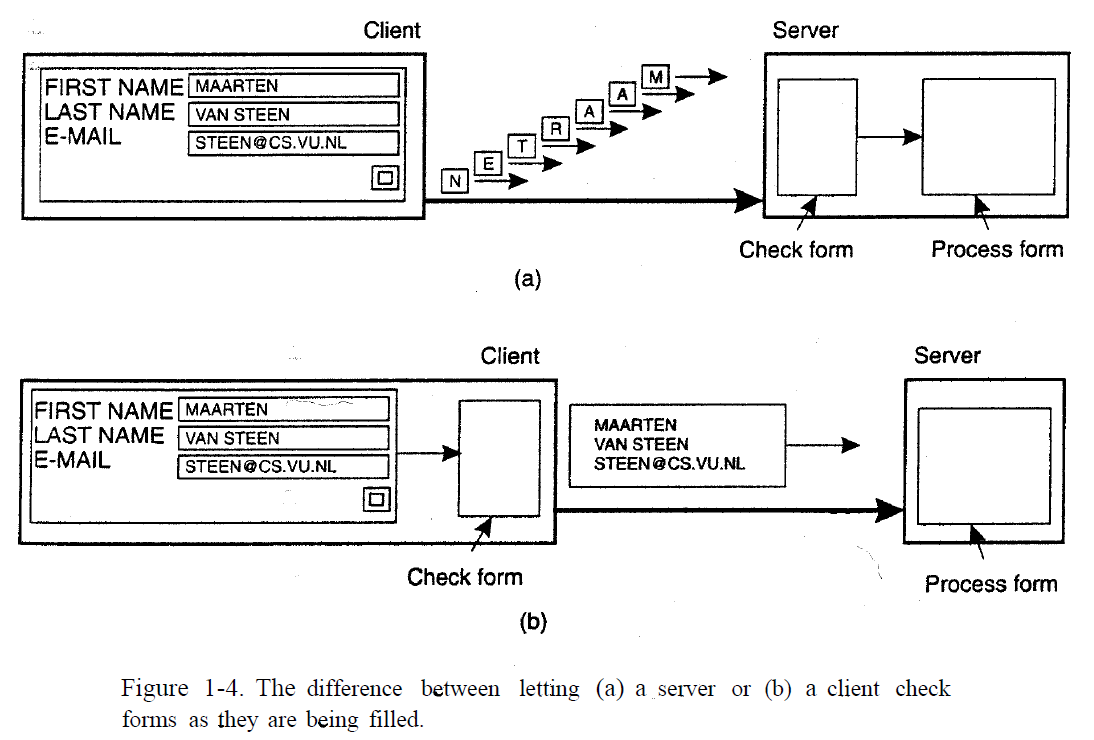 Client
Server
FIRST NAME MAARTEN
LAST NAME VAN STEEN
E-MAIL STEEN@CS.VU.NL
N E T R A A M
Check form
Process form
(a)
Client
Server
FIRST NAME MAARTEN
LAST NAME VAN STEEN
E-MAIL STEEN@CS.VU.NL
MAARTEN
VAN STEEN
STEEN@CS.VU.NL
Check form
Process form
(b)
Figure 1-4. The difference between letting (a) a server or (b) a client check
forms as they are being filled.